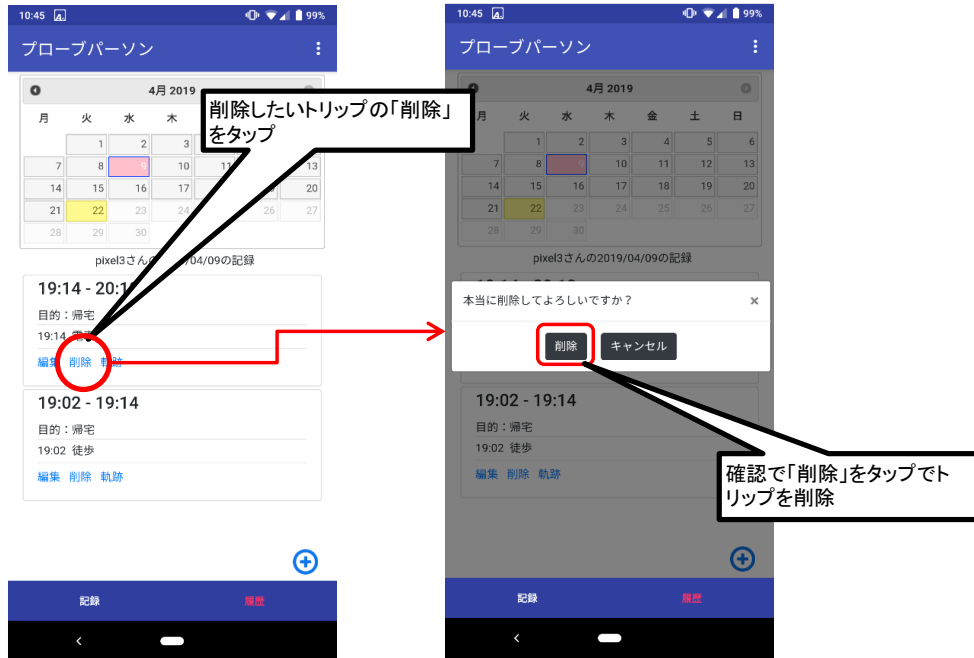 10:45 99%
プローブパーソン
4月 2019
月 火 水 木
1 2 3
7 8 9 10 11 13
14 15 16 17 20
21 22 23 24 26 27
28 29 30
pixel3さんの /04/09の記録
19:14 - 20:1
目的：帰宅
19:14
編集 削除 軌跡
19:02 - 19:14
目的：帰宅
19:02 徒歩
編集 削除 軌跡
記録 履歴
削除したいトリップの「削除」
をタップ
10:45 99%
プローブパーソン
4月 2019
月 火 水 木 金 土 日
1 2 3 4 5 6
7 8 9 10 11 12 13
14 15 16 17 18 19 20
21 22 23 24 25 26 27
28 29 30
pixel3さんの2019/04/09の記録
本当に削除してよろしいですか？ ×
削除 キャンセル
19:02 - 19:14
目的：帰宅
19:02 徒歩
編集 削除 軌跡
記録 履歴
確認で「削除」をタップでト
リップを削除